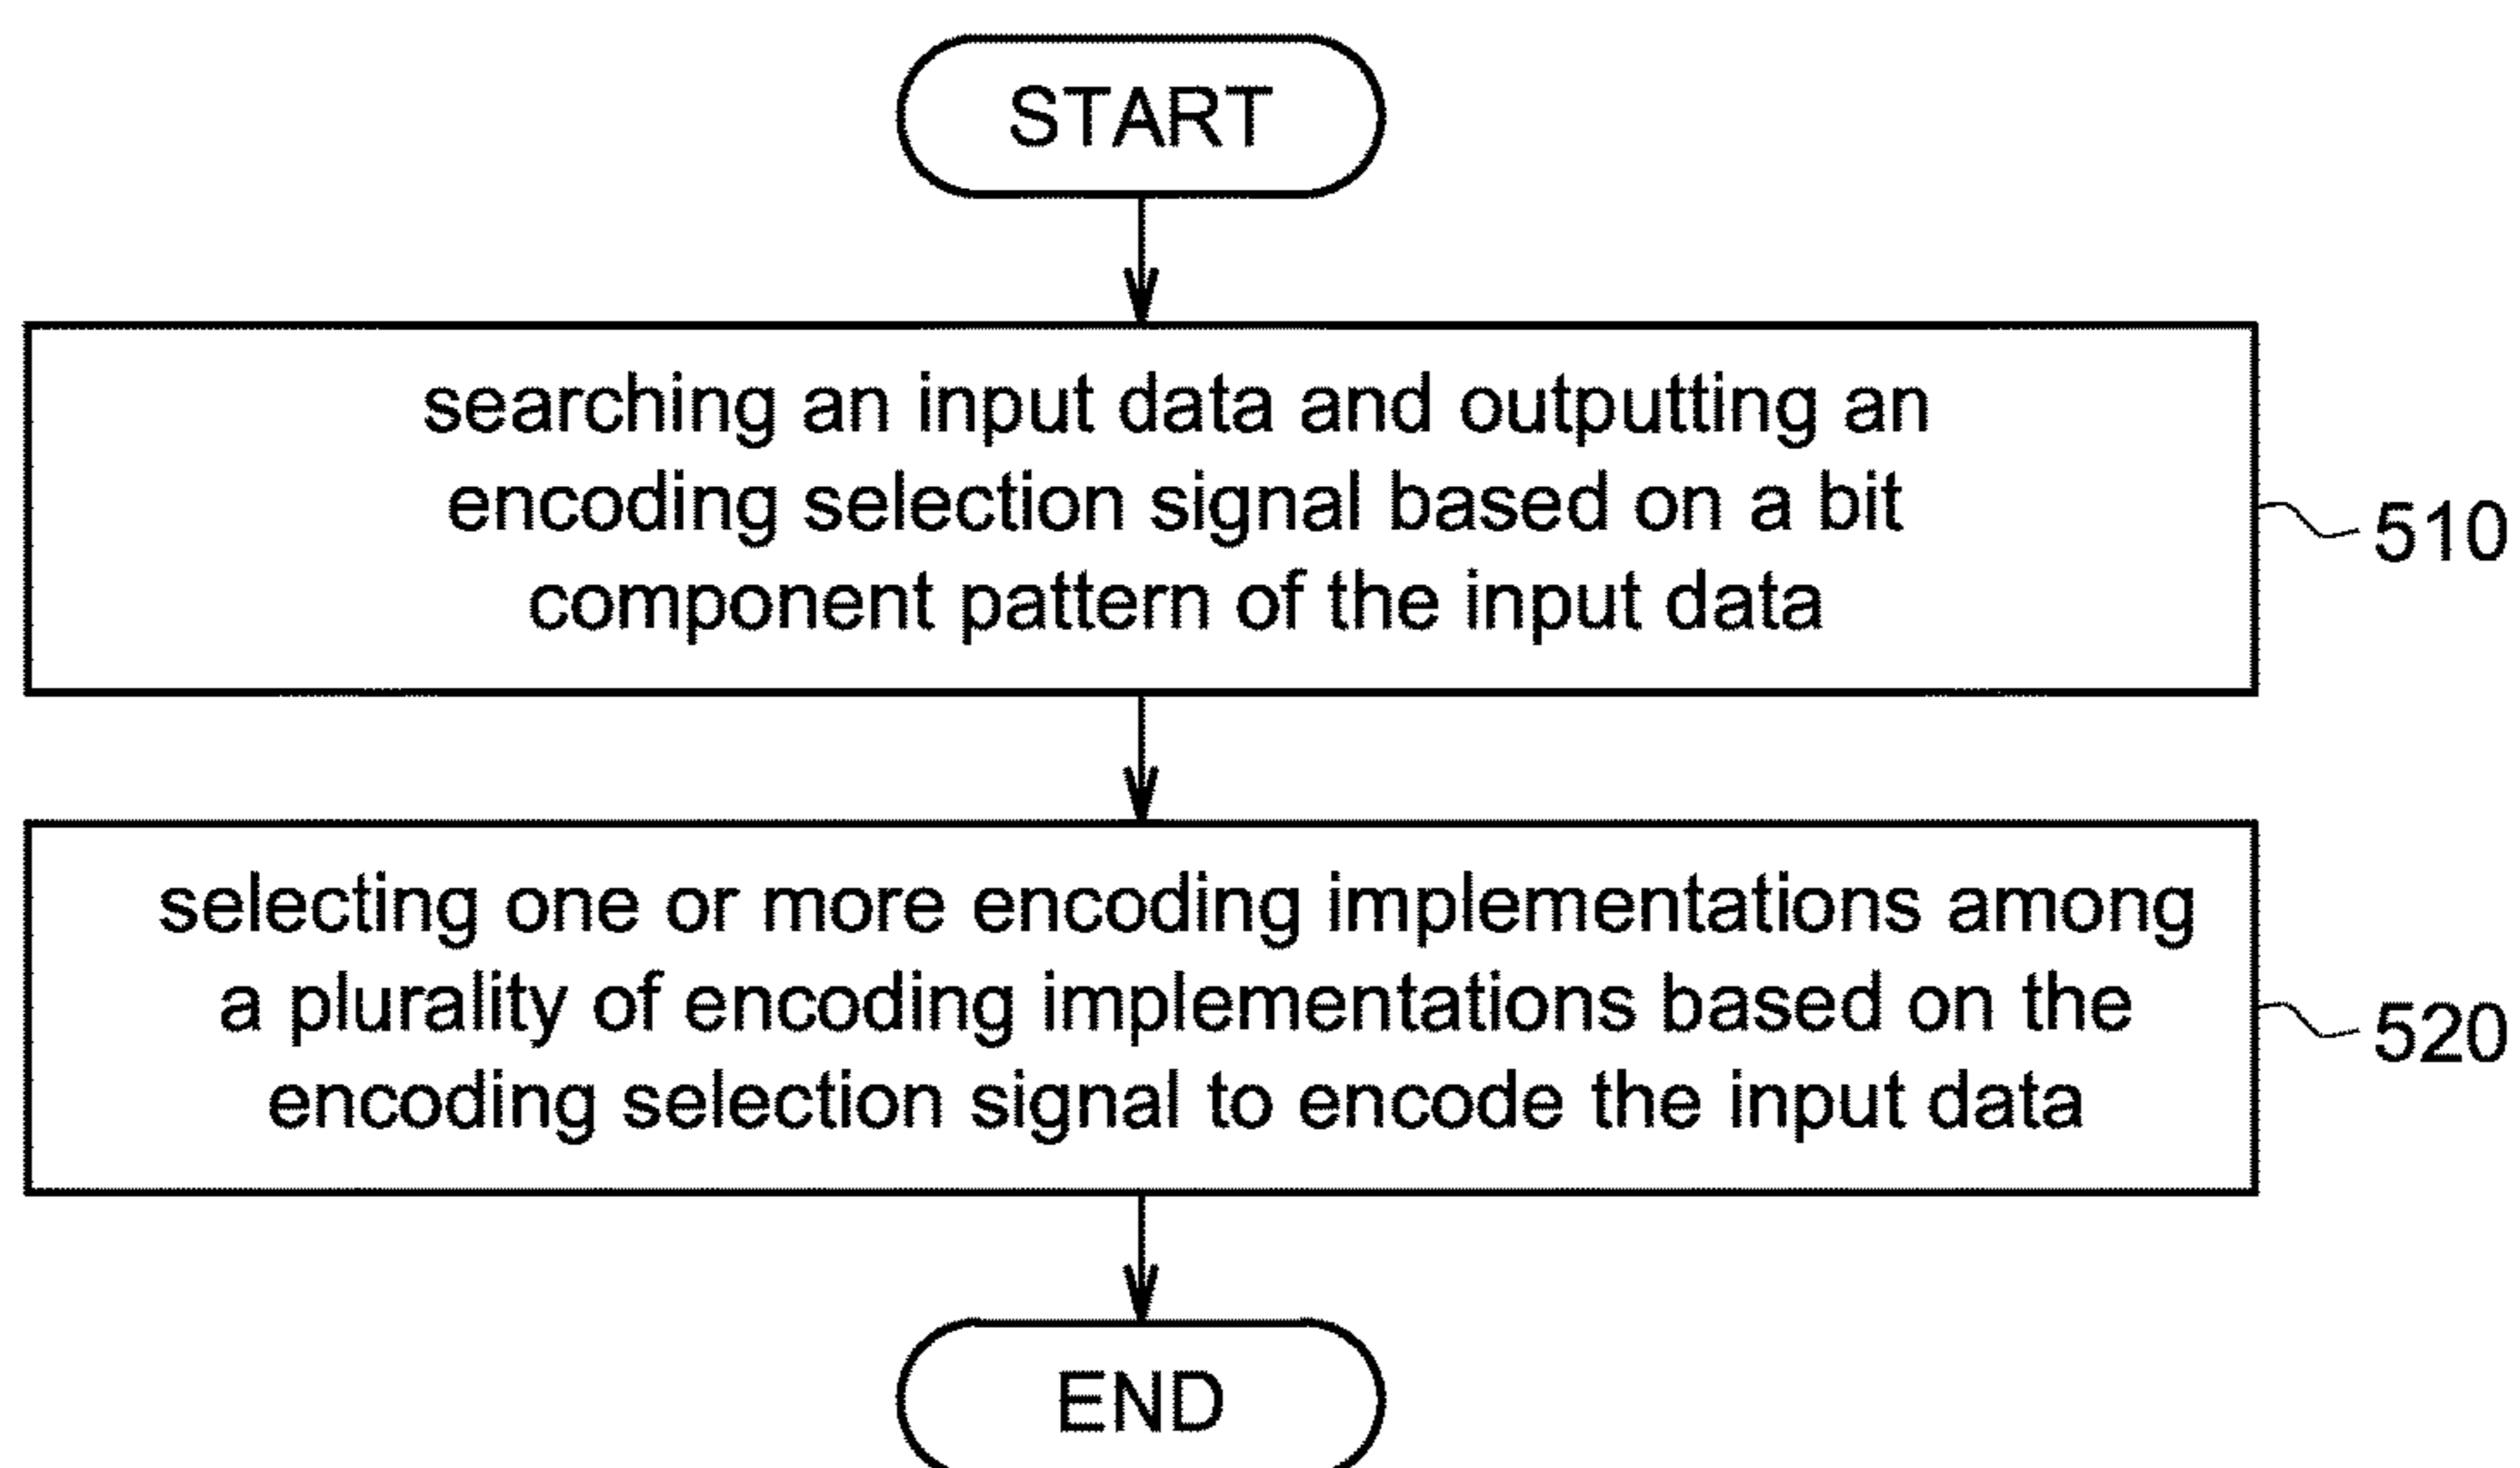 START
searching an input data and outputting an
encoding selection signal based on a bit
component pattern of the input data
510
selecting one or more encoding implementations among
a plurality of encoding implementations based on the
encoding selection signal to encode the input data
520
END